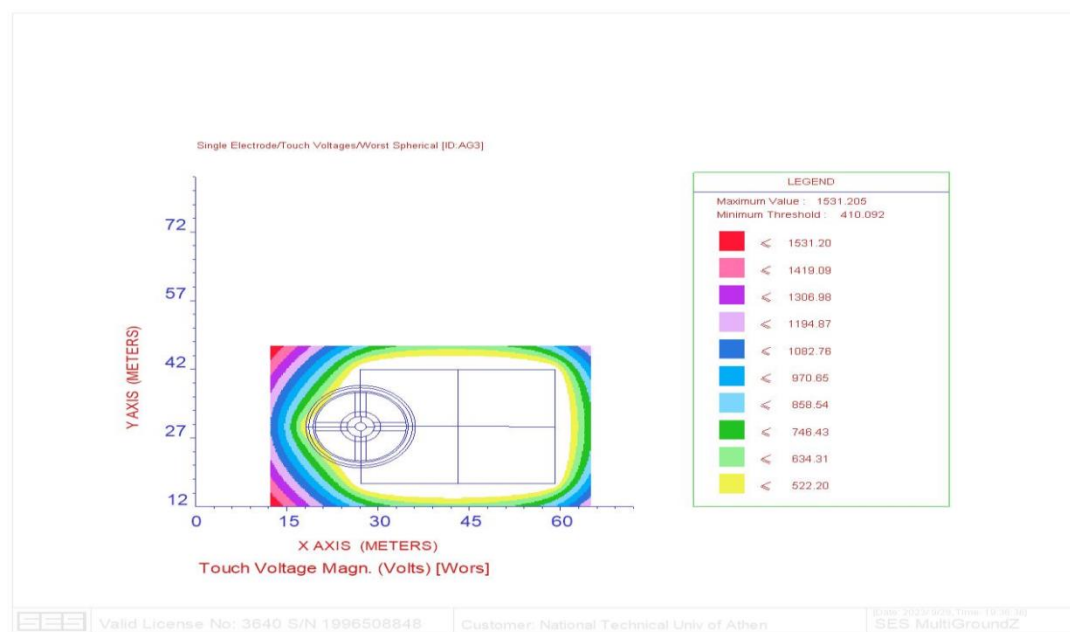 Single Electrode/Touch Voltages/Worst Spherical [ID:AG3]
LEGEND
Maximum Value : 1531.205
Minimum Threshold : 410.092
⩽ 1531.20
⩽ 1419.09
⩽ 1306.98
⩽ 1194.87
⩽ 1082.76
⩽ 970.65
⩽ 858.54
⩽ 746.43
⩽ 634.31
⩽ 522.20
Y AXIS (METERS)
72
57
42
27
12
0 15 30 45 60
X AXIS (METERS)
Touch Voltage Magn. (Volts) [Wors]
SES
Valid License No: 3640 S/N 1996508848
Customer: National Technical Univ of Athen
SES MultiGroundZ